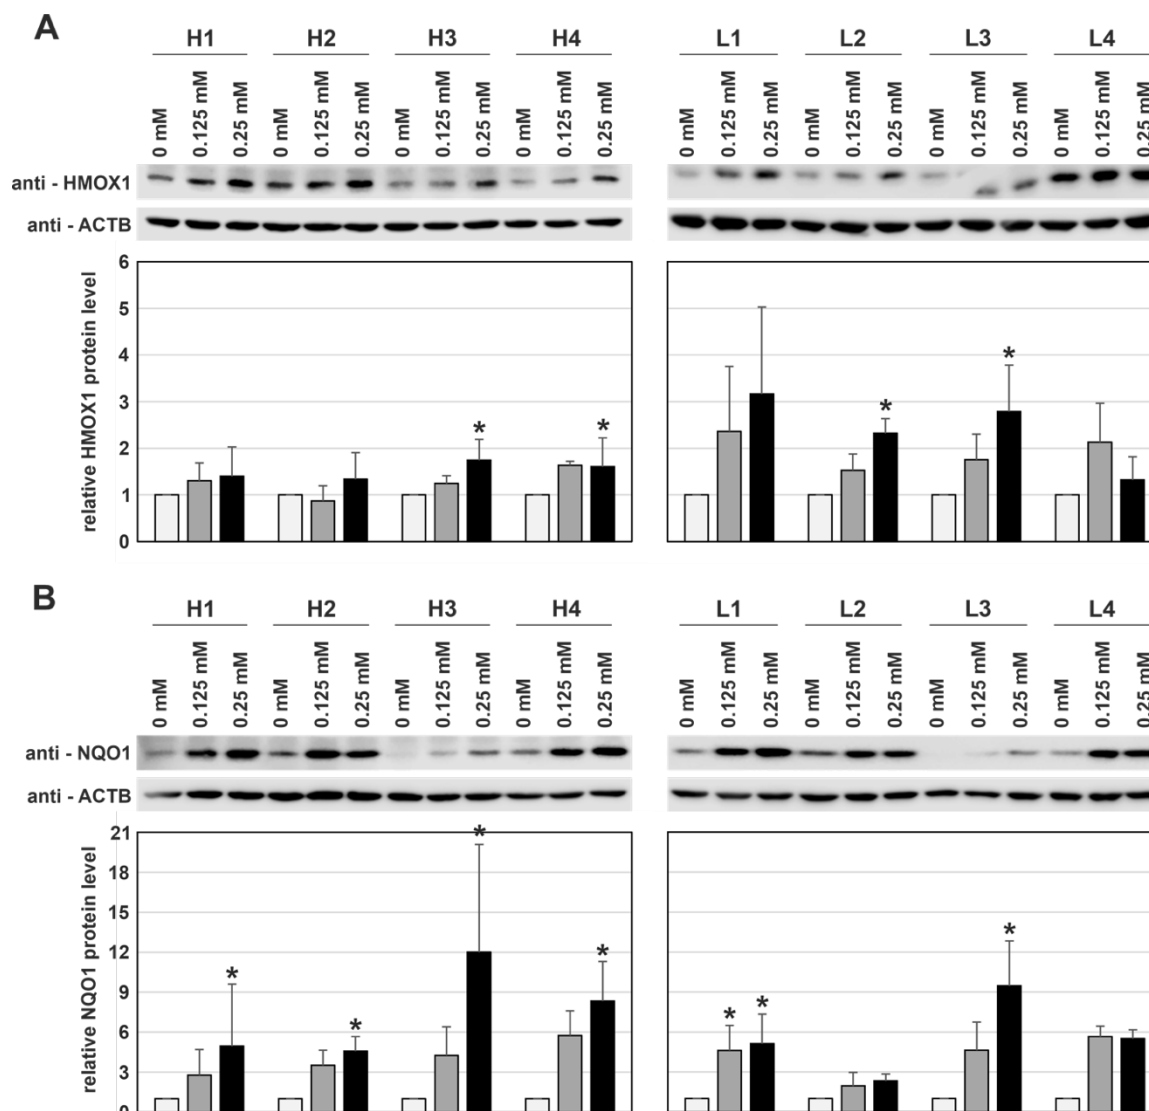 A
H1 H2 H3 H4 L1 L2 L3 L4
0 mM 0.125 mM 0.25 mM 0 mM 0.125 mM 0.25 mM 0 mM 0.125 mM 0.25 mM 0 mM 0.125 mM 0.25 mM 0 mM 0.125 mM 0.25 mM 0 mM 0.125 mM 0.25 mM 0 mM 0.125 mM 0.25 mM 0 mM 0.125 mM 0.25 mM
anti - HMOX1
anti - ACTB
relative HMOX1 protein level
6
5
4
3
2
1
0
* * * *
B
H1 H2 H3 H4 L1 L2 L3 L4
0 mM 0.125 mM 0.25 mM 0 mM 0.125 mM 0.25 mM 0 mM 0.125 mM 0.25 mM 0 mM 0.125 mM 0.25 mM 0 mM 0.125 mM 0.25 mM 0 mM 0.125 mM 0.25 mM 0 mM 0.125 mM 0.25 mM 0 mM 0.125 mM 0.25 mM
anti - NQO1
anti - ACTB
relative NQO1 protein level
21
18
15
12
9
6
3
0
* * * * * * *